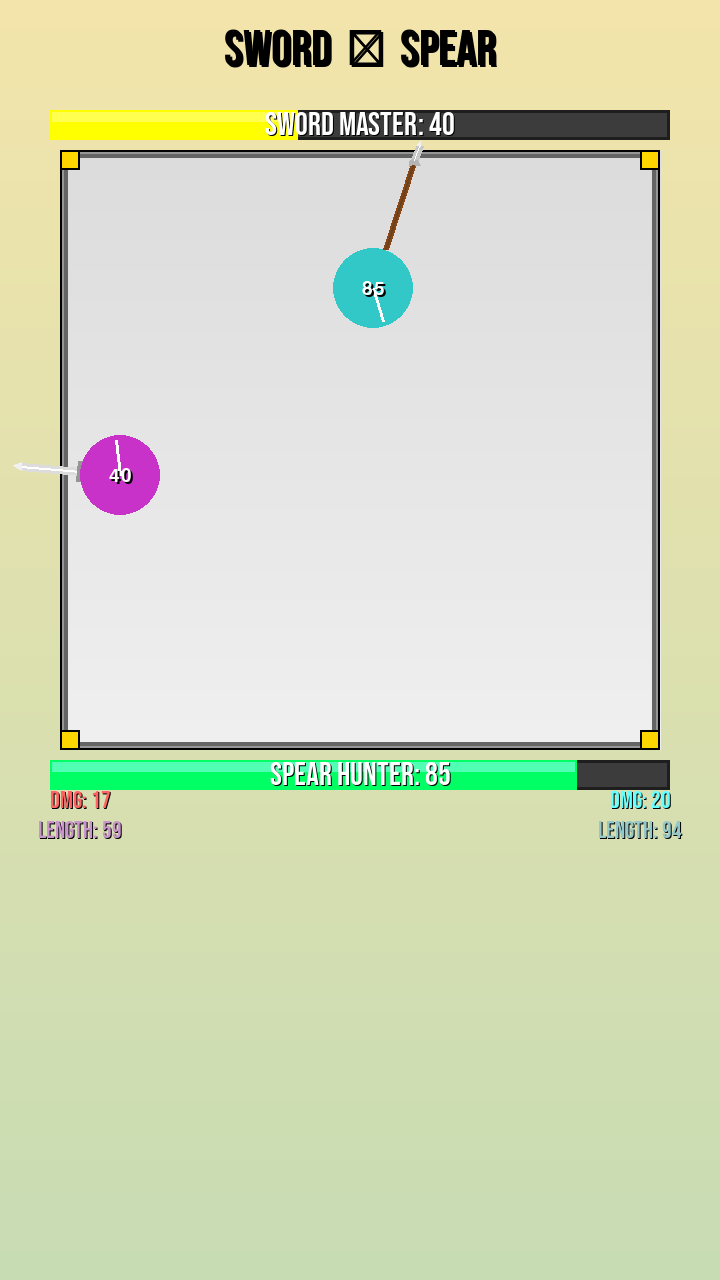 SWORD SPEAR
SWORD MASTER: 40
85
40
SPEAR HUNTER: 85
DMG: 17
DMG: 20
LENGTH: 59
LENGTH: 94